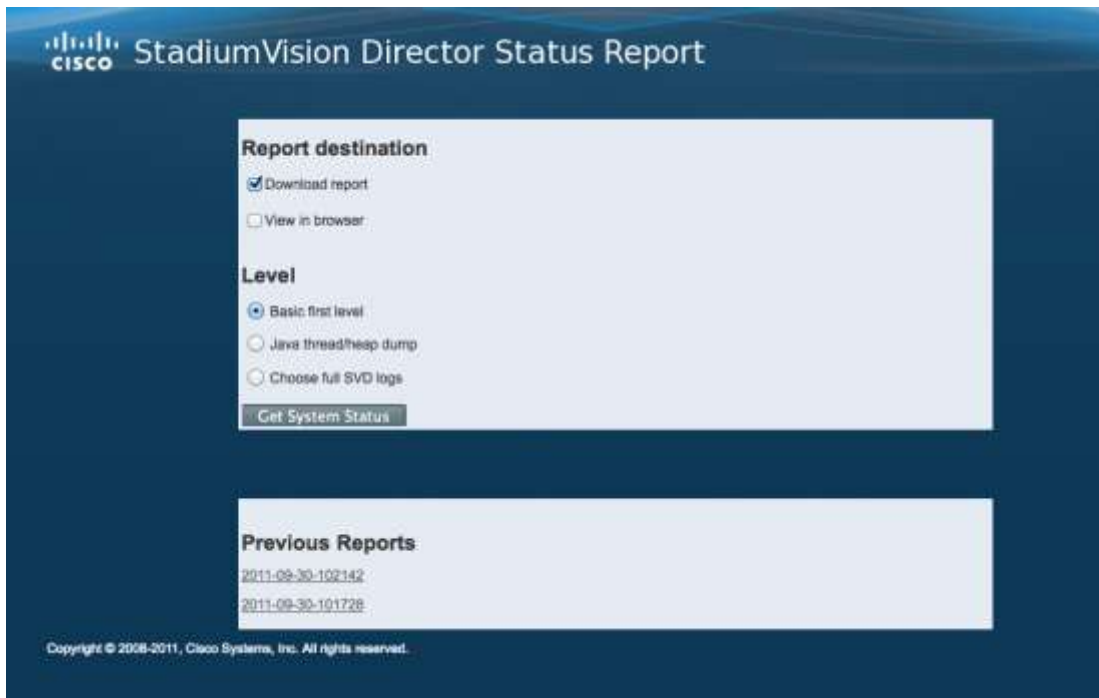 CISCO
StadiumVision Director Status Report
Report destination
Download report
View in browser
Level
Basic first level
Java thread/heap dump
Choose full SVD logs
Get System Status
Previous Reports
2011-09-30-102142
2011-09-30-101728
Copyright © 2008-2011, Cisco Systems, Inc. All rights reserved.